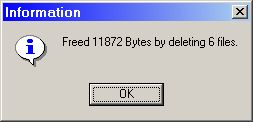 Information
Freed 11872 Bytes by deleting 6 files.
OK